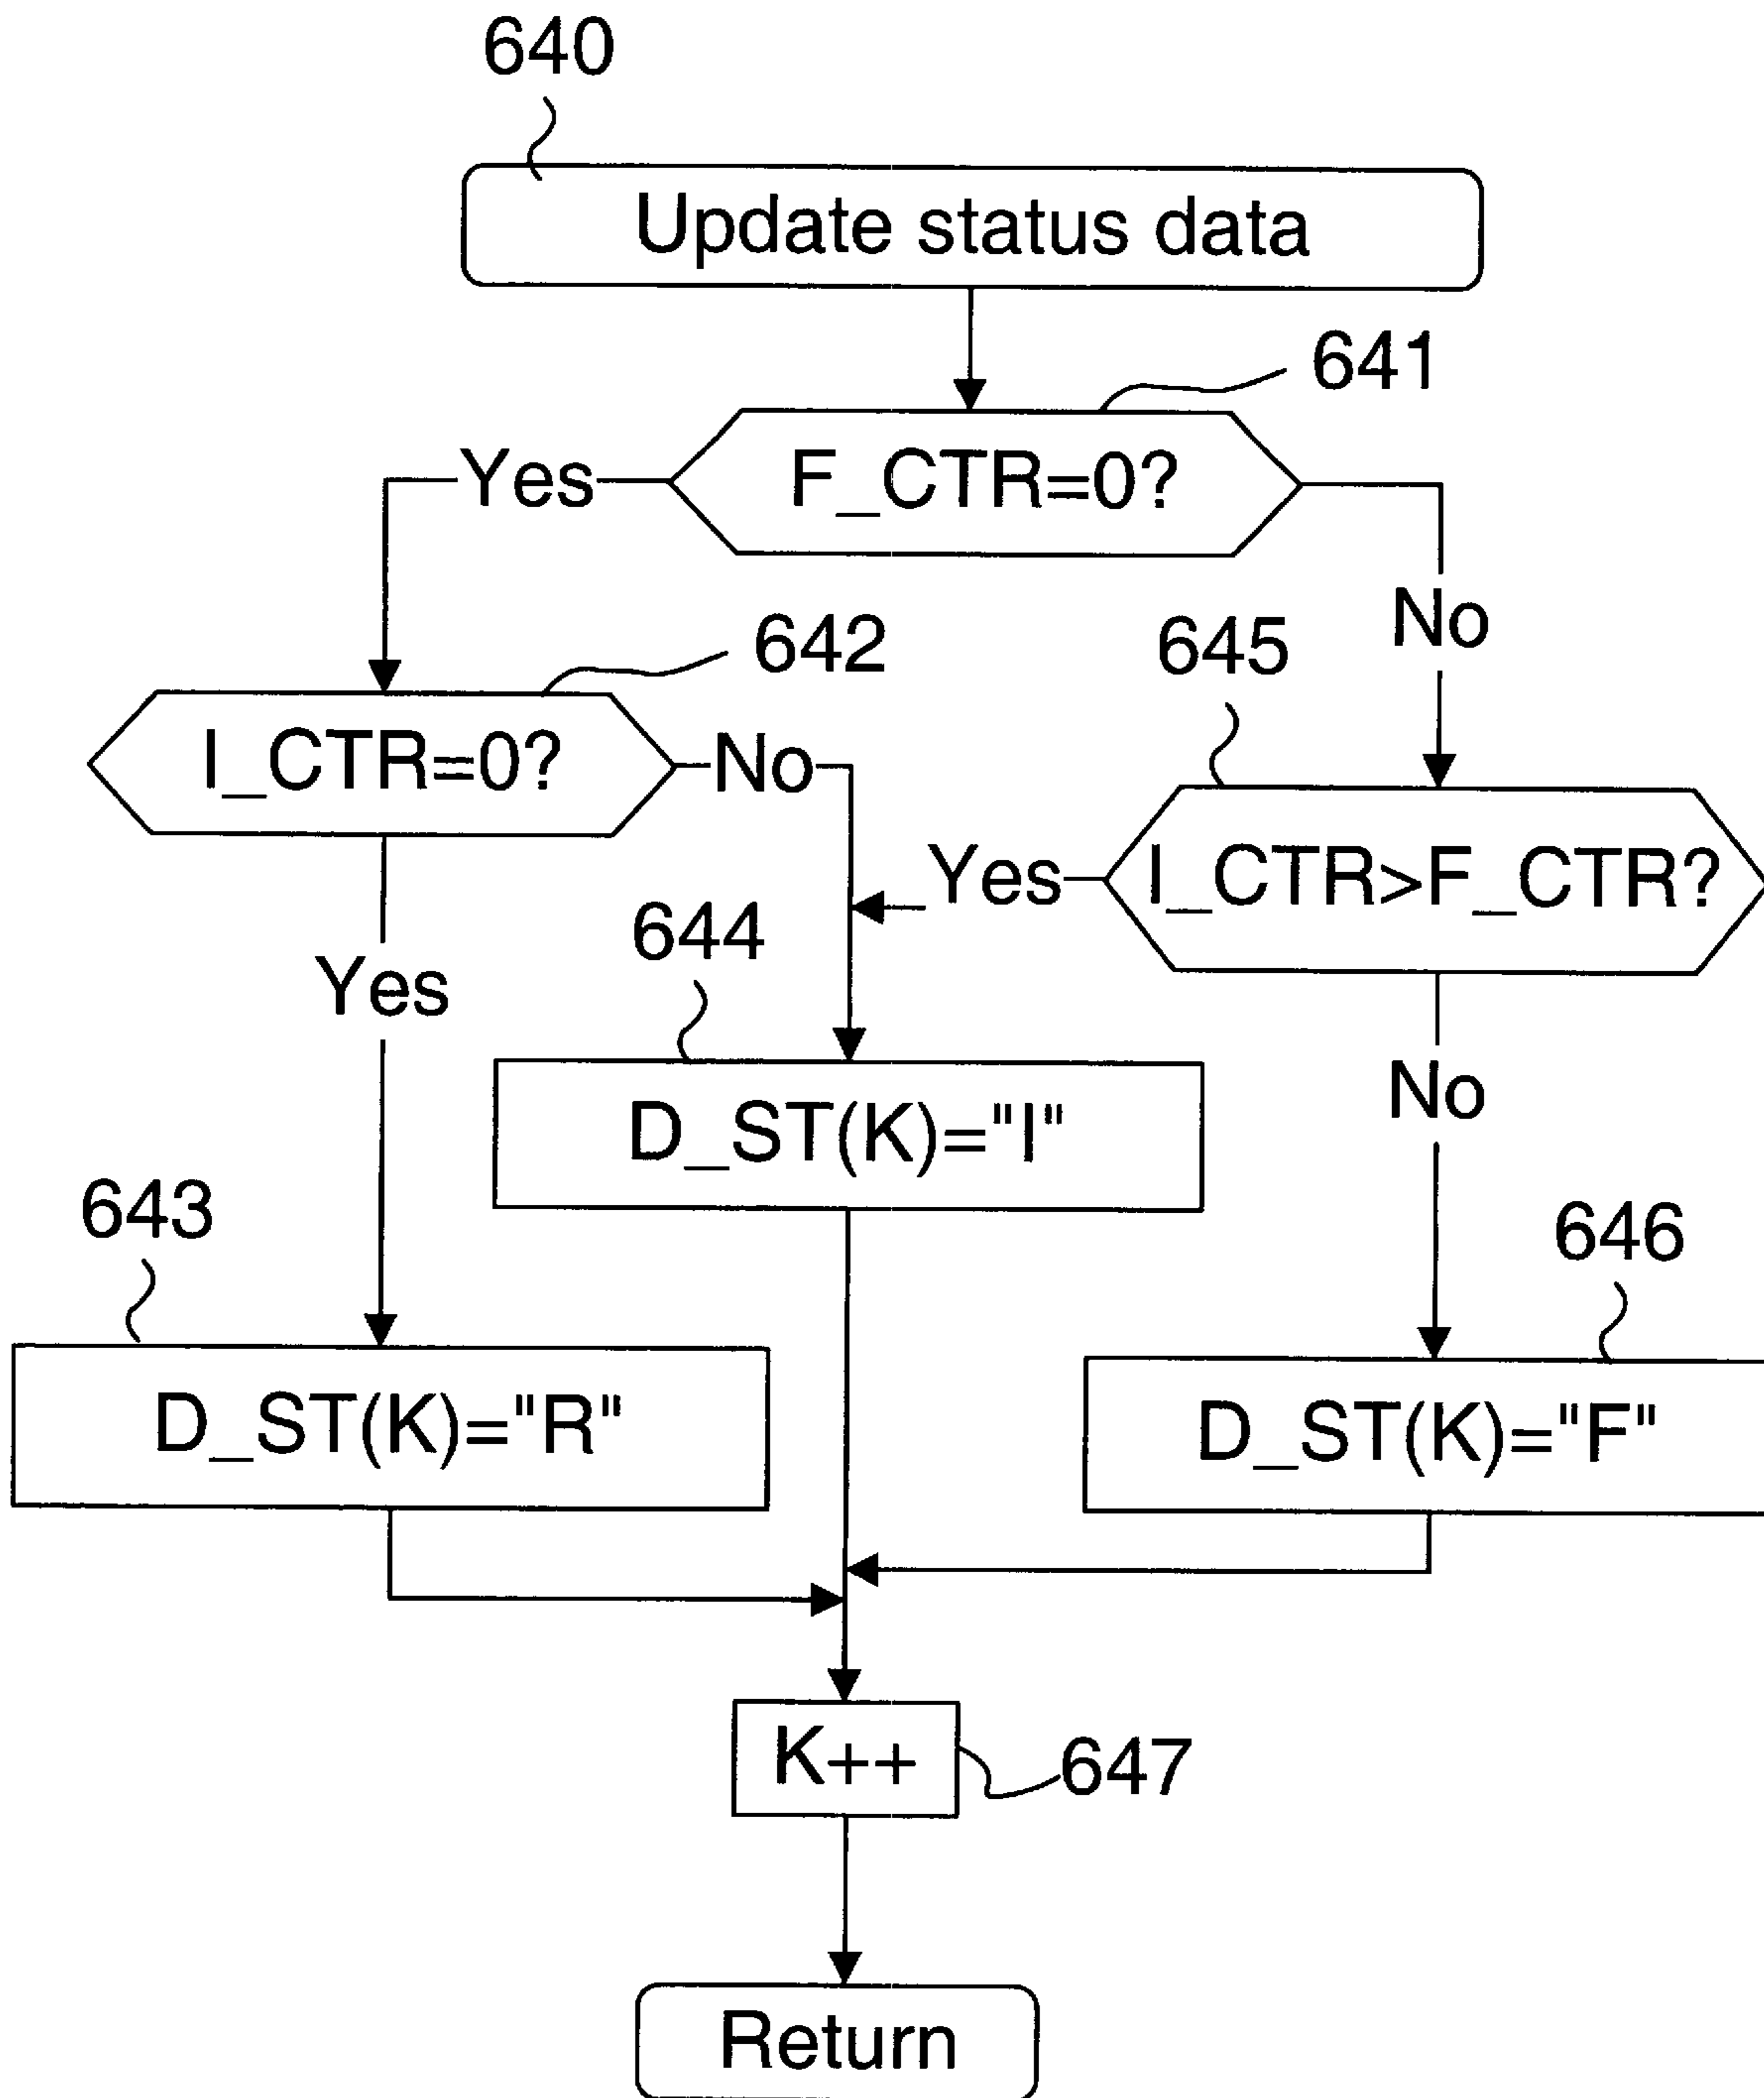 640
Update status data
641
F_CTR=0?
Yes
No
642
645
I_CTR=0?
No
Yes
I_CTR>F_CTR?
644
Yes
No
D_ST(K)="I"
643
646
D_ST(K)="R"
D_ST(K)="F"
K++
647
Return